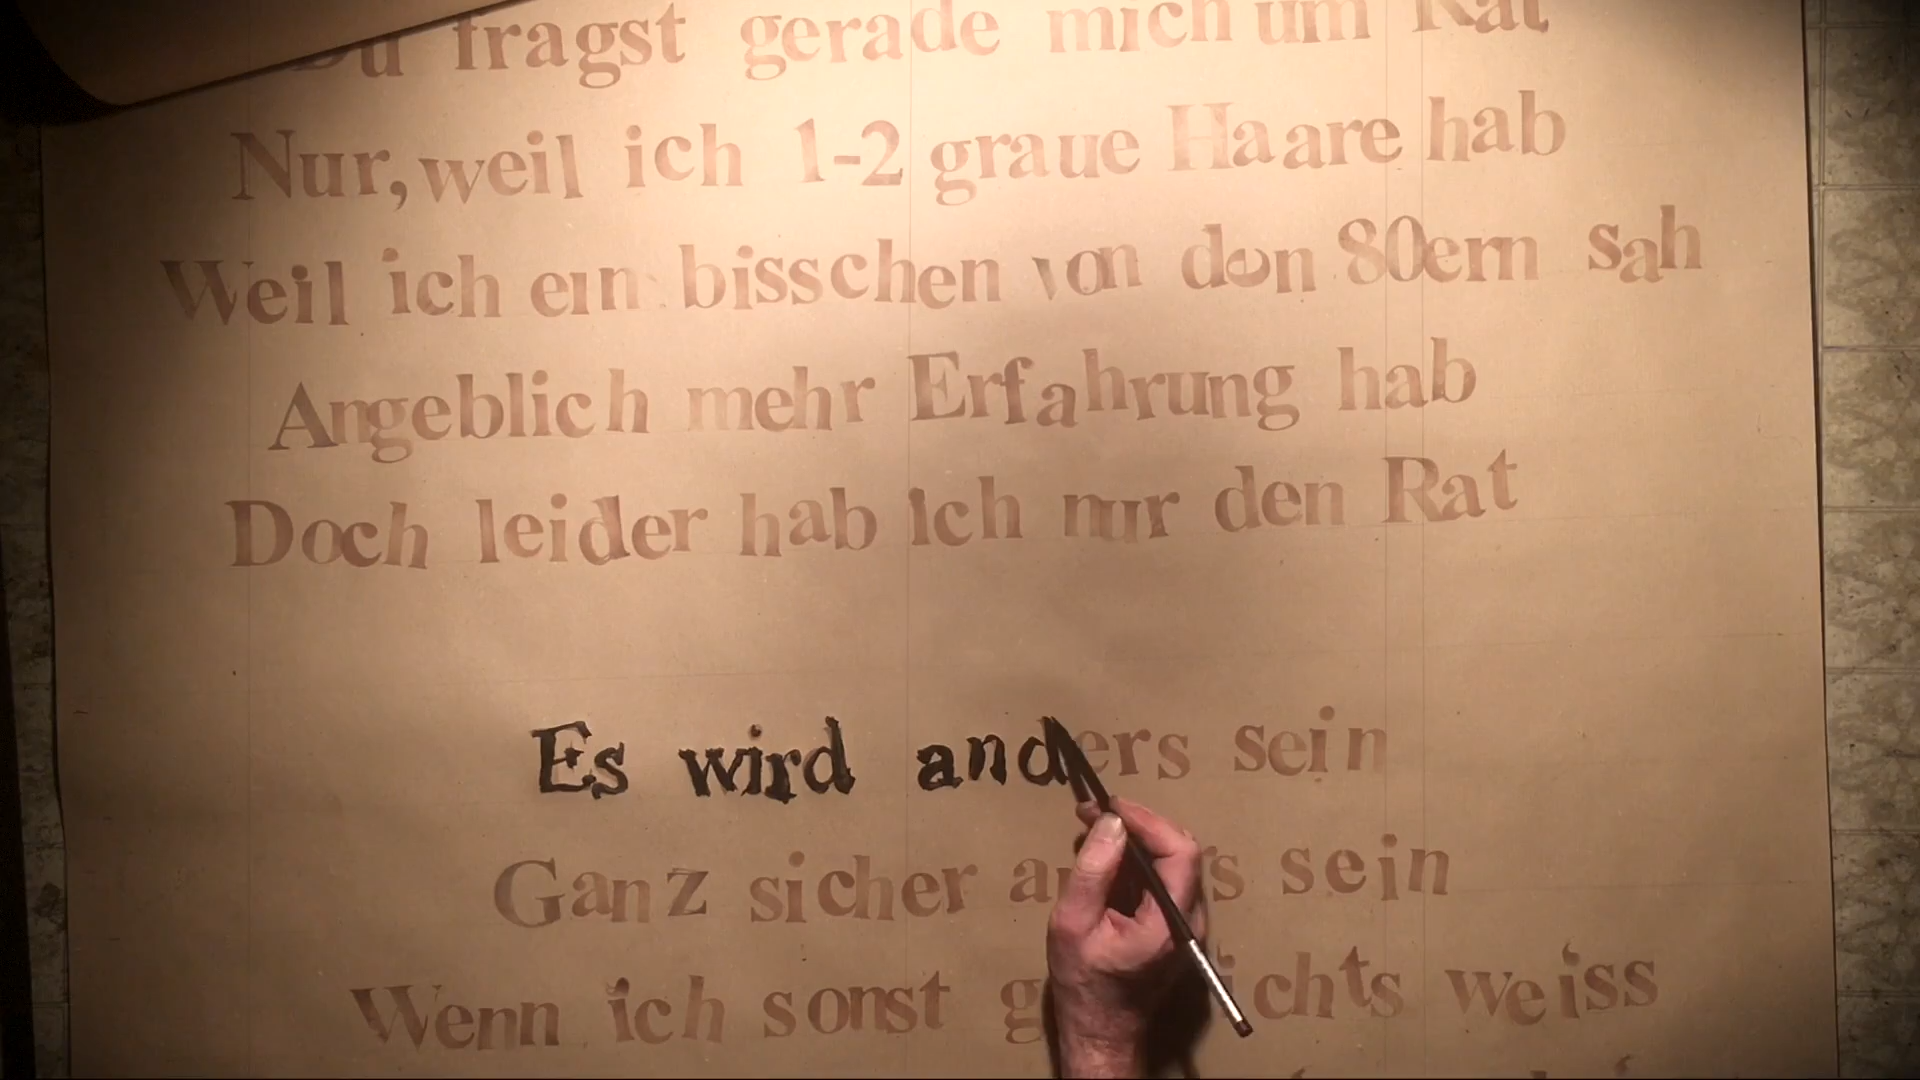 Du fragst gerade mich um Rat
Nur, weil ich 1-2 graue Haare hab
Weil ich ein bisschen von den 80ern sah
Angeblich mehr Erfahrung hab
Doch leider hab ich nur den Rat
Es wird anders sein
Ganz sicher sein
Wenn ich sonst weiss